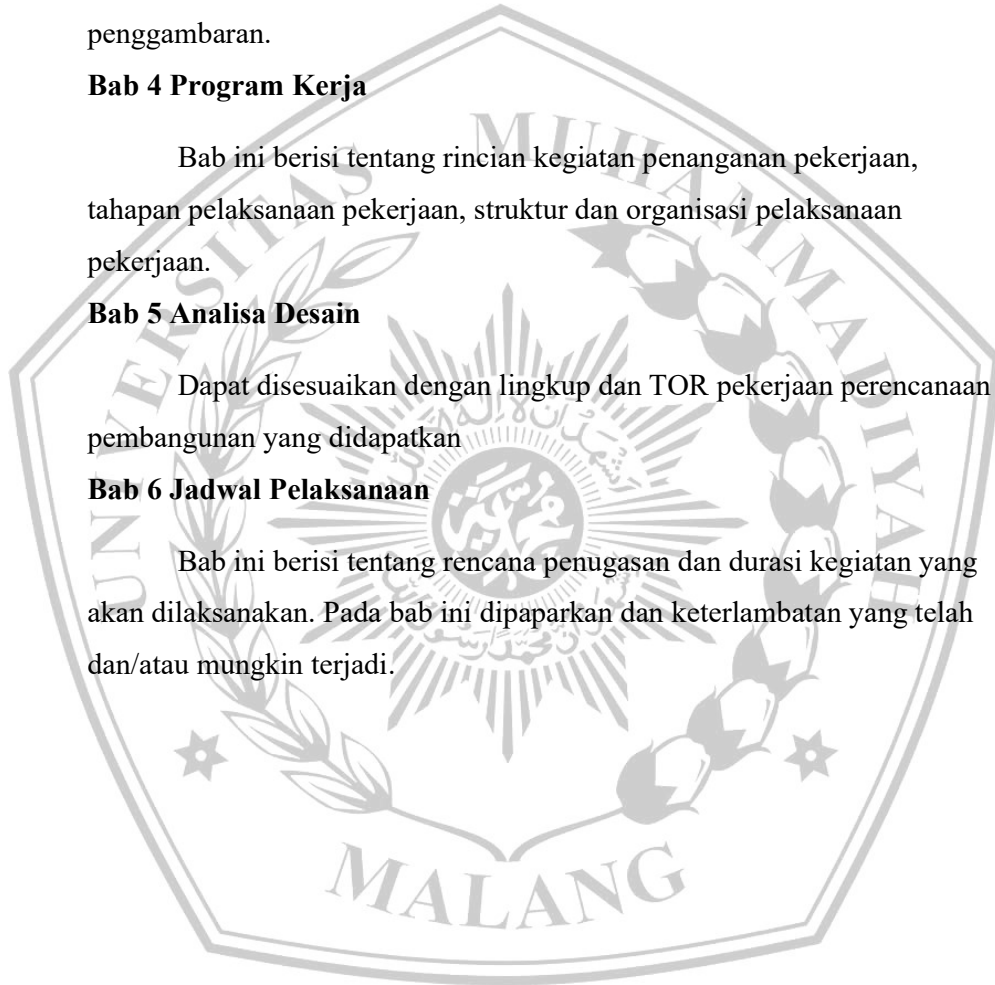 penggambaran.
Bab 4 Program Kerja
Bab ini berisi tentang rincian kegiatan penanganan pekerjaan,
tahapan pelaksanaan pekerjaan, struktur dan organisasi pelaksanaan
pekerjaan.
Bab 5 Analisa Desain
Dapat disesuaikan dengan lingkup dan TOR pekerjaan perencanaan
pembangunan yang didapatkan
Bab 6 Jadwal Pelaksanaan
Bab ini berisi tentang rencana penugasan dan durasi kegiatan yang
akan dilaksanakan. Pada bab ini dipaparkan dan keterlambatan yang telah
dan/atau mungkin terjadi.
UNIVERSITAS MUHAMMADIYAH
MALANG